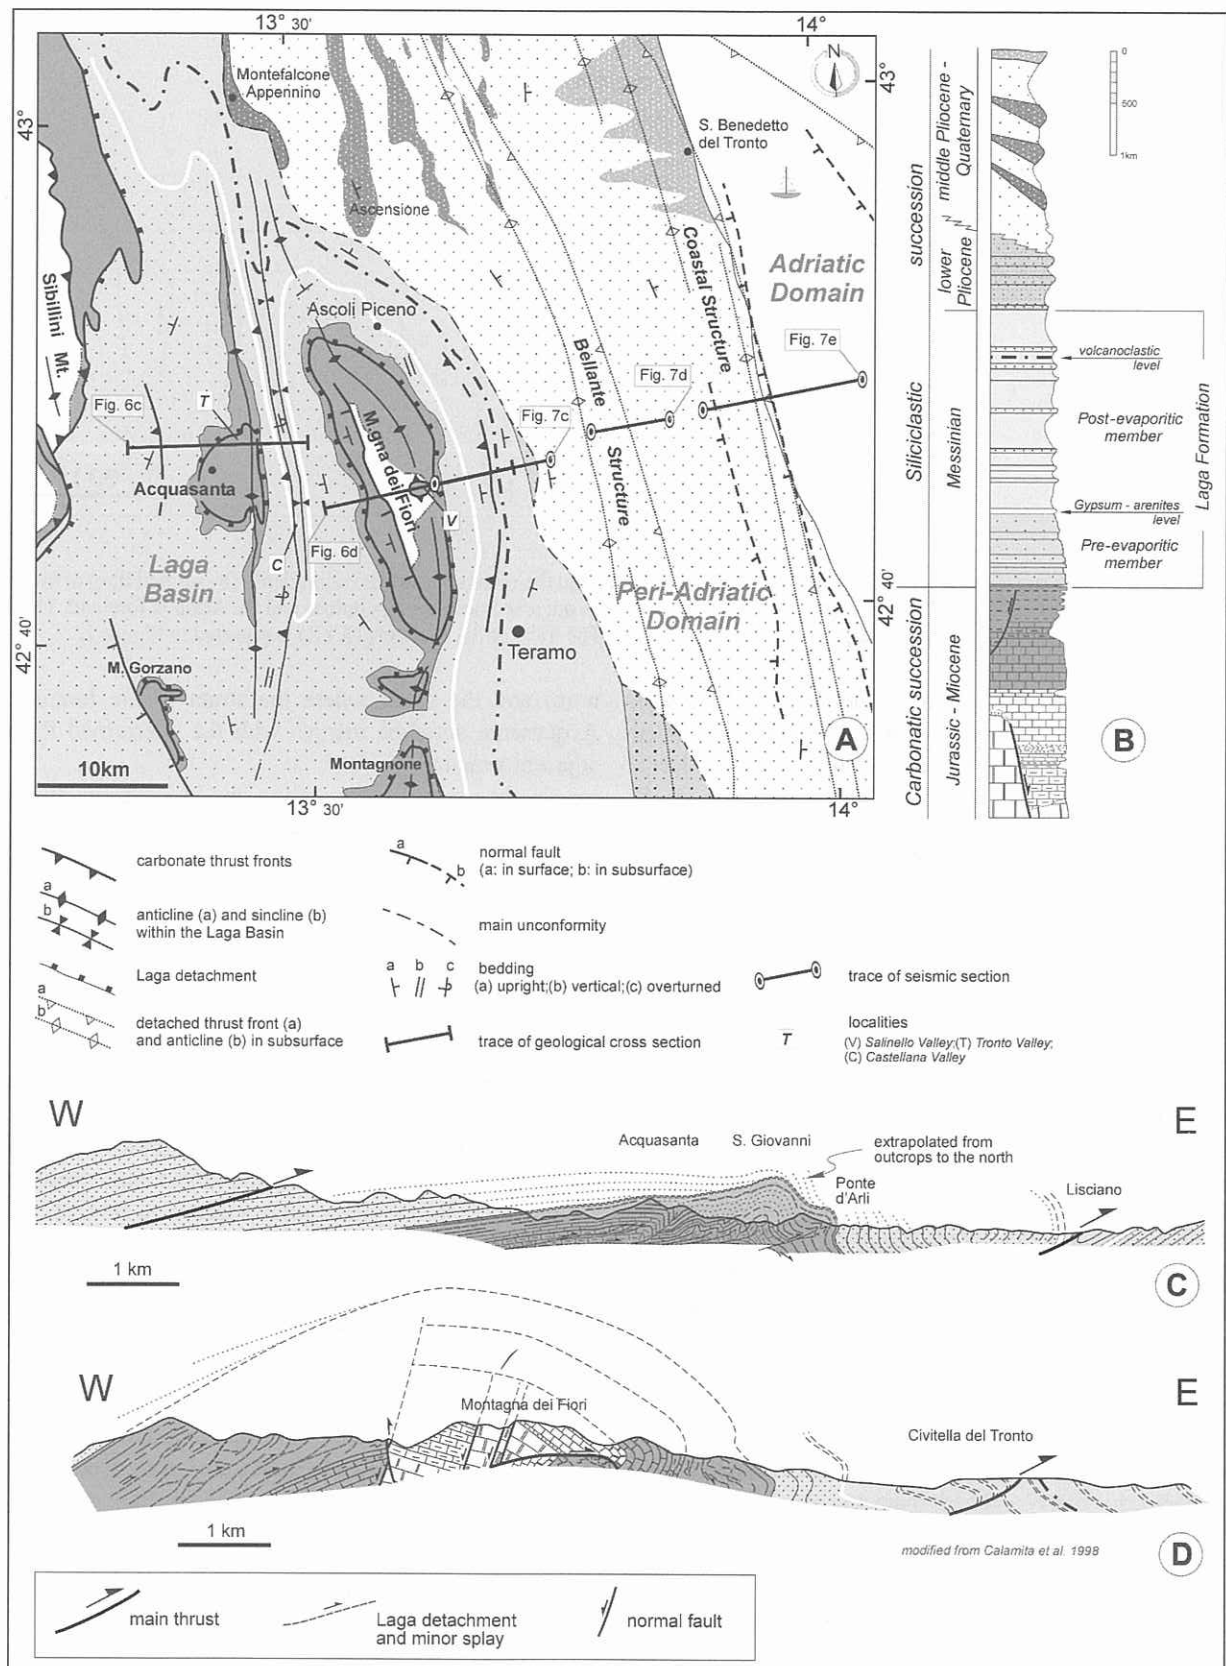 13° 30'
14°
A
N
43°
43°
Montefalcone
Appennino
S. Benedetto
del Tronto
Ascensione
Sibillini Mt.
Coastal Structure
Adriatic
Domain
Ascoli Piceno
Bellante
Structure
Fig. 7e
Fig. 7d
Fig. 6c
T
Fig. 7c
M.gna dei Fiori
Acquasanta
V
Fig. 6d
C
Laga
Basin
Peri-Adriatic
Domain
42°
40'
42°
40'
Teramo
M. Gorzano
Montagnone
A
10km
13° 30'
14°
0
500
1km
succession
Siliciclastic
Carbonatic succession
middle Pliocene -
Quaternary
lower
Pliocene
Messinian
Jurassic - Miocene
volcanoclastic
level
Post-evaporitic
member
Gypsum - arenites
level
Pre-evaporitic
member
Laga Formation
B
carbonate thrust fronts
a
b
anticline (a) and sincline (b)
within the Laga Basin
Laga detachment
a
b
detached thrust front (a)
and anticline (b) in subsurface
a
b
normal fault
(a: in surface; b: in subsurface)
main unconformity
a b c
bedding
(a) upright;(b) vertical;(c) overturned
trace of geological cross section
trace of seismic section
T
localities
(V) Salinello Valley;(T) Tronto Valley;
(C) Castellana Valley
W
E
Acquasanta
S. Giovanni
extrapolated from
outcrops to the north
Ponte
d'Arli
Lisciano
1 km
C
W
E
Montagna dei Fiori
Civitella del Tronto
1 km
modified from Calamita et al. 1998
D
main thrust
Laga detachment
and minor splay
normal fault